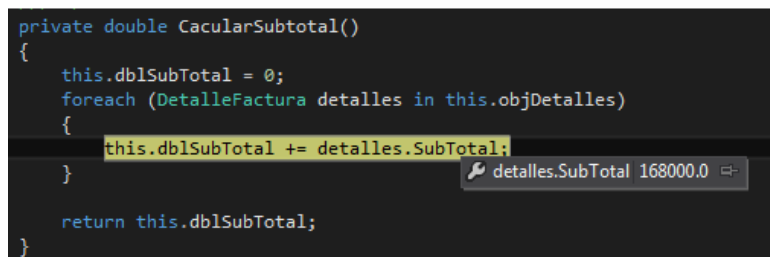 private double CacularSubtotal()
{
this.dblSubTotal = 0;
foreach (DetalleFactura detalles in this.objDetalles)
{
this.dblSubTotal += detalles.SubTotal;
detalles.SubTotal 168000.0
}
return this.dblSubTotal;
}